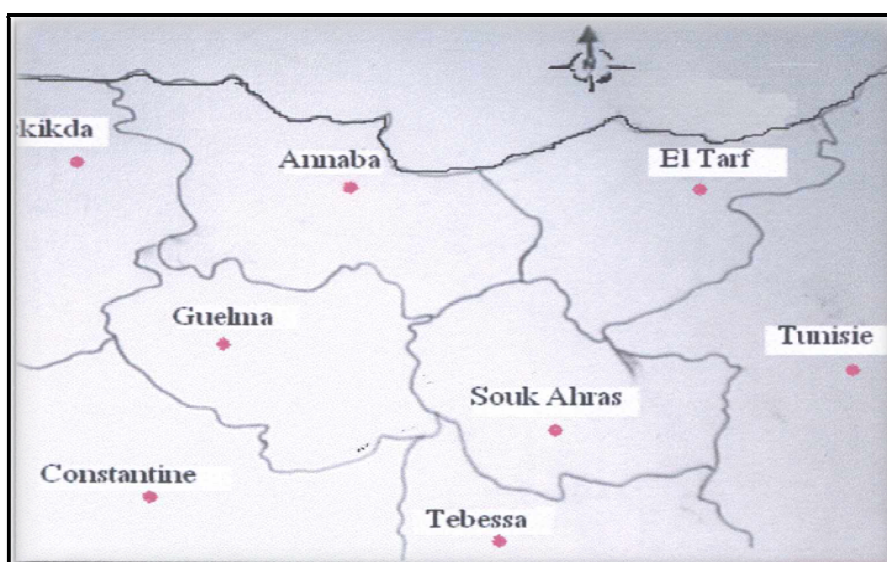 N
kikda
Annaba
El Tarf
Guelma
Tunisie
Souk Ahras
Constantine
Tebessa